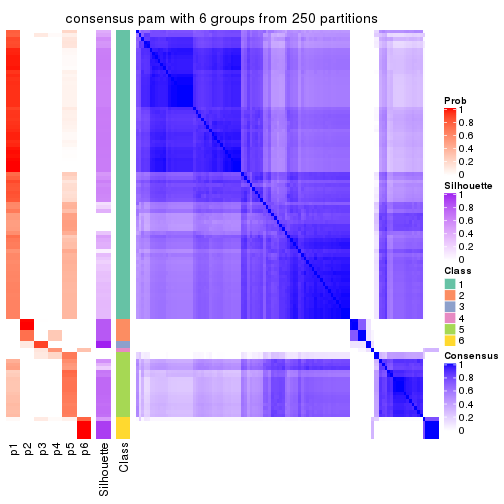 consensus pam with 6 groups from 250 partitions
Prob
1
0.8
0.6
0.4
0.2
0
Silhouette
1
0.8
0.6
0.4
0.2
0
Class
1
2
3
4
5
6
Consensus
1
0.8
0.6
0.4
0.2
0
p1
p2
p3
p4
p5
p6
Silhouette
Class